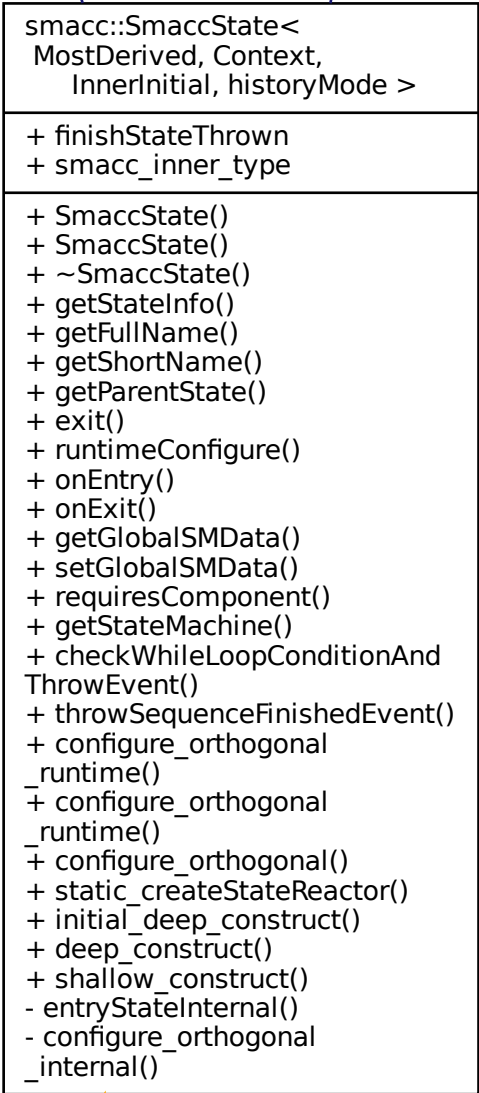 smacc::SmaccState<
MostDerived, Context,
InnerInitial, historyMode >
+ finishStateThrown
+ smacc_inner_type
+ SmaccState()
+ SmaccState()
+ ~SmaccState()
+ getStateInfo()
+ getFullName()
+ getShortName()
+ getParentState()
+ exit()
+ runtimeConfigure()
+ onEntry()
+ onExit()
+ getGlobalSMData()
+ setGlobalSMData()
+ requiresComponent()
+ getStateMachine()
+ checkWhileLoopConditionAnd
ThrowEvent()
+ throwSequenceFinishedEvent()
+ configure_orthogonal
_runtime()
+ configure_orthogonal
_runtime()
+ configure_orthogonal()
+ static_createStateReactor()
+ initial_deep_construct()
+ deep_construct()
+ shallow_construct()
- entryStateInternal()
- configure_orthogonal
_internal()